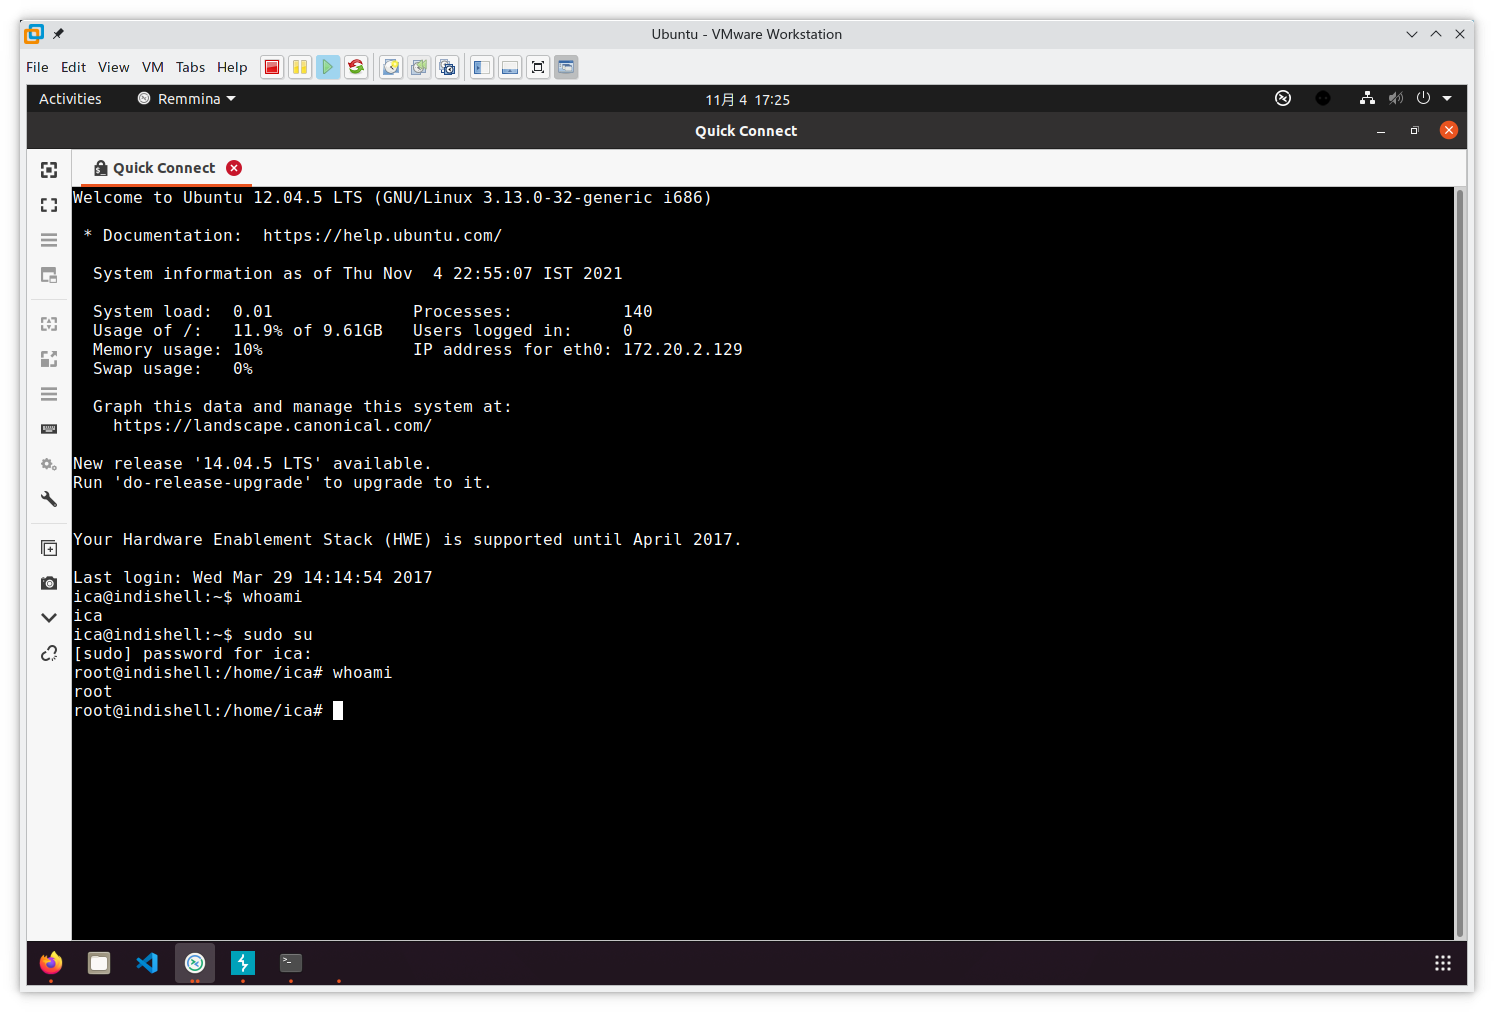 Ubuntu - VMware Workstation
File Edit View VM Tabs Help
Activities Remmina 11月 4 17:25
Quick Connect
Quick Connect
Welcome to Ubuntu 12.04.5 LTS (GNU/Linux 3.13.0-32-generic i686)
* Documentation:  https://help.ubuntu.com/
System information as of Thu Nov  4 22:55:07 IST 2021
System load:  0.01              Processes:           140
Usage of /:   11.9% of 9.61GB   Users logged in:     0
Memory usage: 10%               IP address for eth0: 172.20.2.129
Swap usage:   0%
Graph this data and manage this system at:
https://landscape.canonical.com/
New release '14.04.5 LTS' available.
Run 'do-release-upgrade' to upgrade to it.
Your Hardware Enablement Stack (HWE) is supported until April 2017.
Last login: Wed Mar 29 14:14:54 2017
ica@indishell:~$ whoami
ica
ica@indishell:~$ sudo su
[sudo] password for ica:
root@indishell:/home/ica# whoami
root
root@indishell:/home/ica#